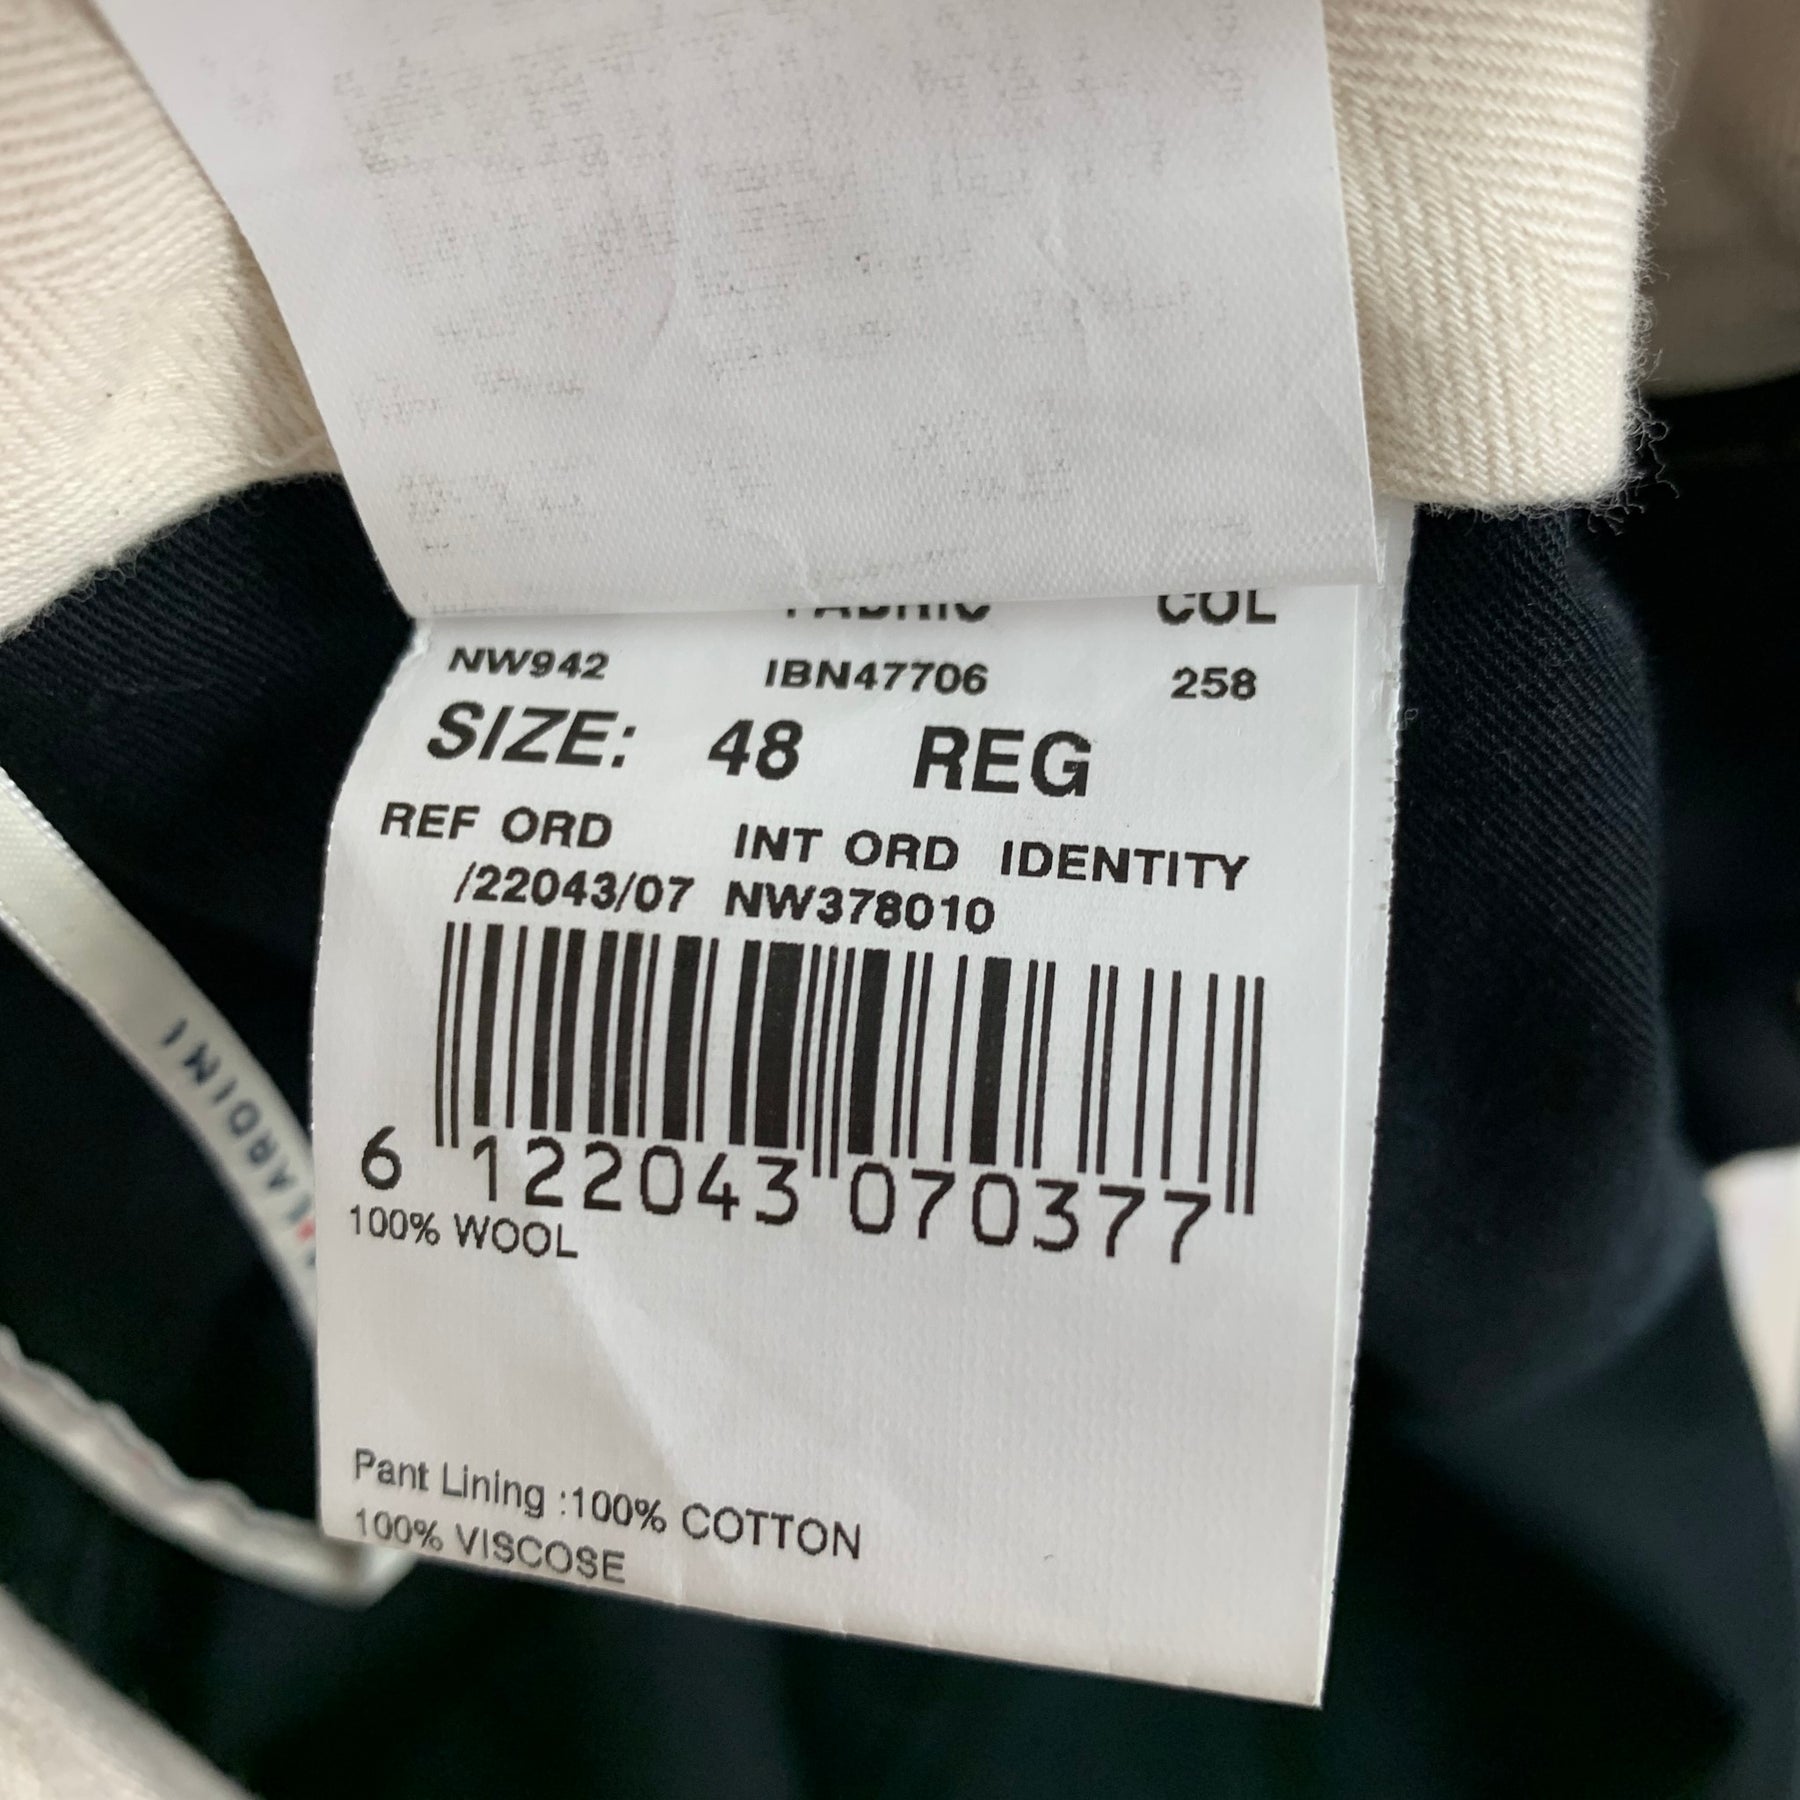 FABRIC COL
NW942 IBN47706 258
SIZE: 48 REG
REF ORD INT ORD IDENTITY
/22043/07 NW378010
6 122043 070377
100% WOOL
Pant Lining :100% COTTON
100% VISCOSE
LARDINI